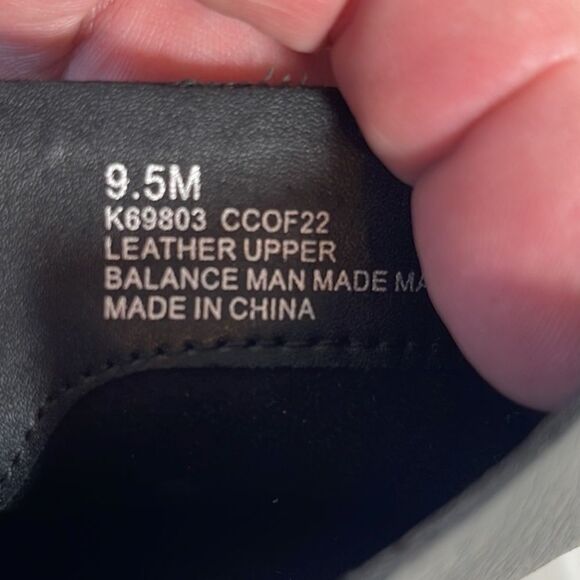 9.5M
K69803 CCOF22
LEATHER UPPER
BALANCE MAN MADE
MADE IN CHINA